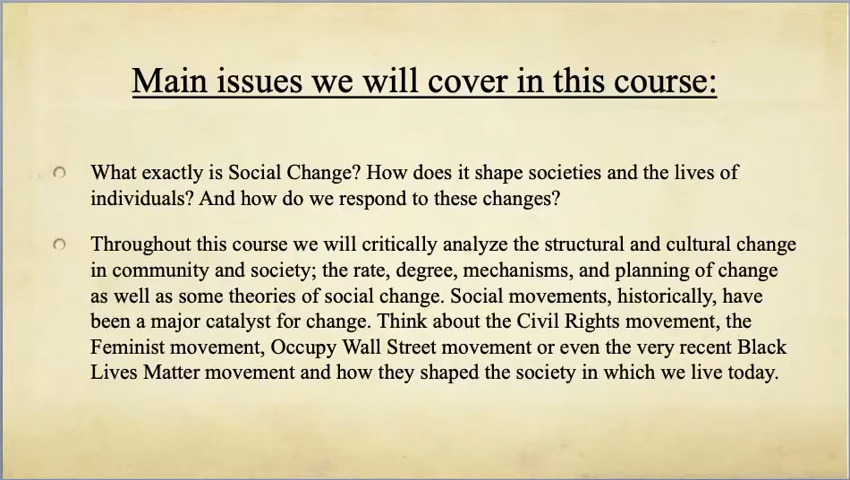 Main issues we will cover in this course:
What exactly is Social Change? How does it shape societies and the lives of
individuals? And how do we respond to these changes?
Throughout this course we will critically analyze the structural and cultural change
in community and society; the rate, degree, mechanisms, and planning of change
as well as some theories of social change. Social movements, historically, have
been a major catalyst for change. Think about the Civil Rights movement, the
Feminist movement, Occupy Wall Street movement or even the very recent Black
Lives Matter movement and how they shaped the society in which we live today.